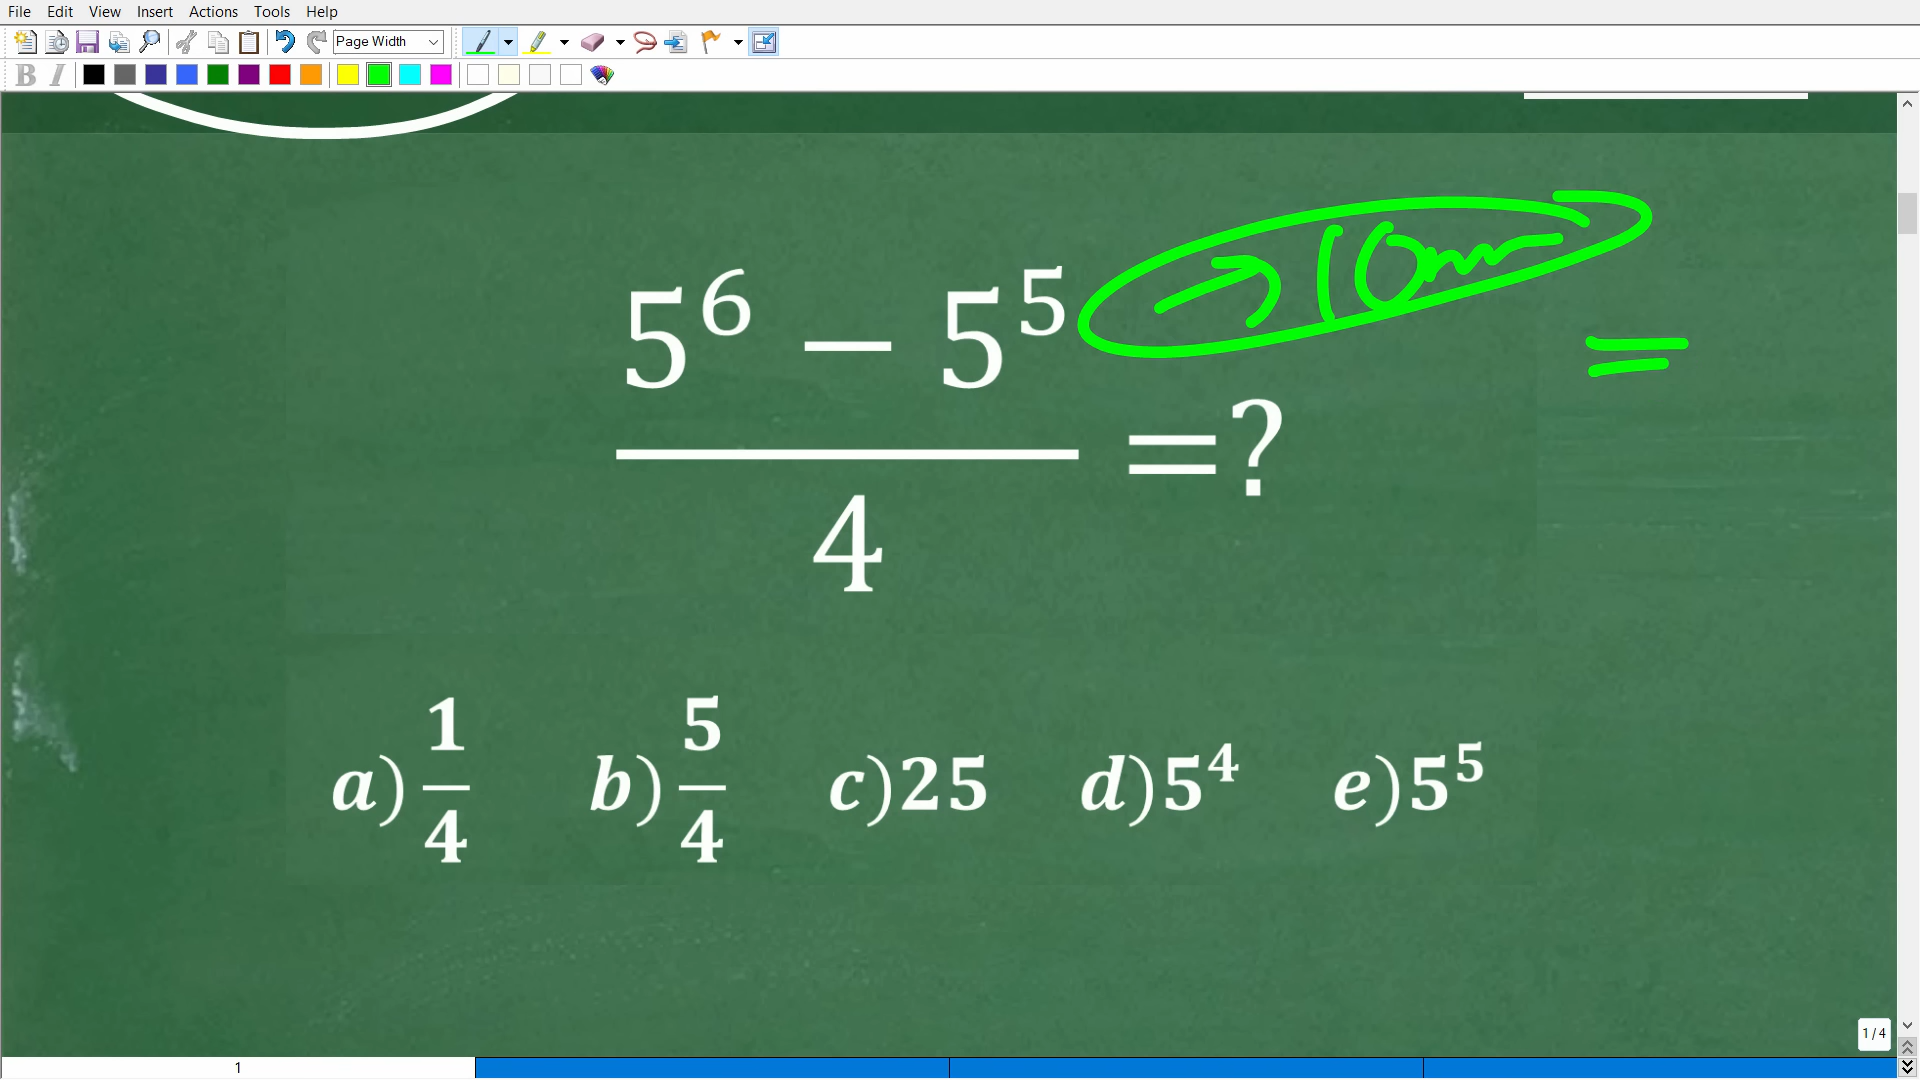 File Edit View Insert Actions Tools Help
Page Width
B I
5⁶ − 5⁵
=?
4
a) 1/4 b) 5/4 c) 25 d) 5⁴ e) 5⁵
1 / 4
1